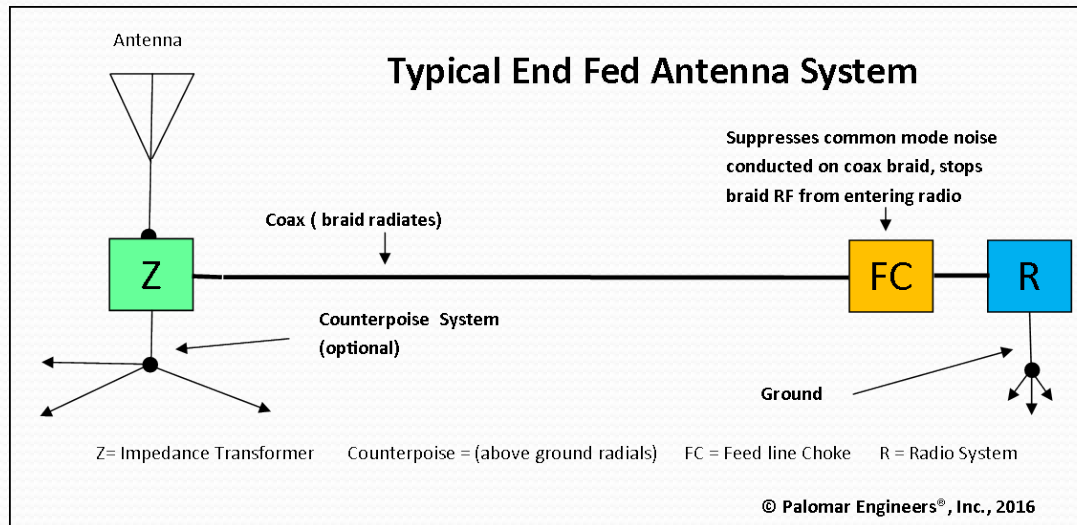 Antenna
Typical End Fed Antenna System
Suppresses common mode noise
conducted on coax braid, stops
braid RF from entering radio
Coax ( braid radiates)
Z
FC
R
Counterpoise System
(optional)
Ground
Z= Impedance Transformer Counterpoise = (above ground radials) FC = Feed line Choke R = Radio System
© Palomar Engineers®, Inc., 2016